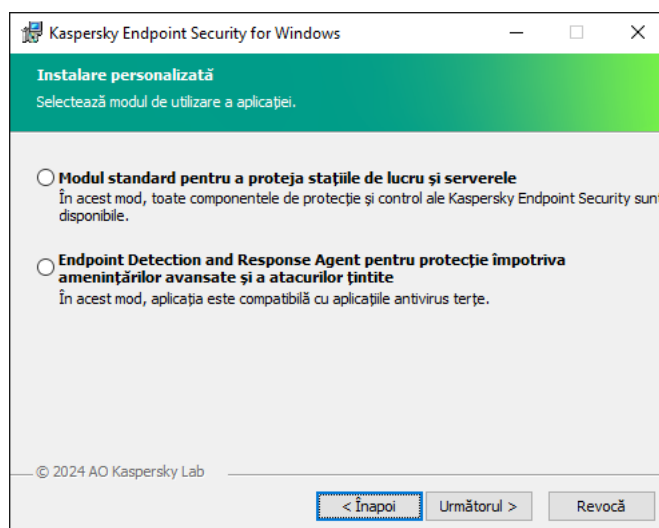 Kaspersky Endpoint Security for Windows
Instalare personalizată
Selectează modul de utilizare a aplicației.
Modul standard pentru a proteja stațiile de lucru și serverele
În acest mod, toate componentele de protecție și control ale Kaspersky Endpoint Security sunt
disponibile.
Endpoint Detection and Response Agent pentru protecție împotriva
amenințărilor avansate și a atacurilor țintite
În acest mod, aplicația este compatibilă cu aplicațiile antivirus terțe.
© 2024 AO Kaspersky Lab
< Înapoi
Următorul >
Revocă